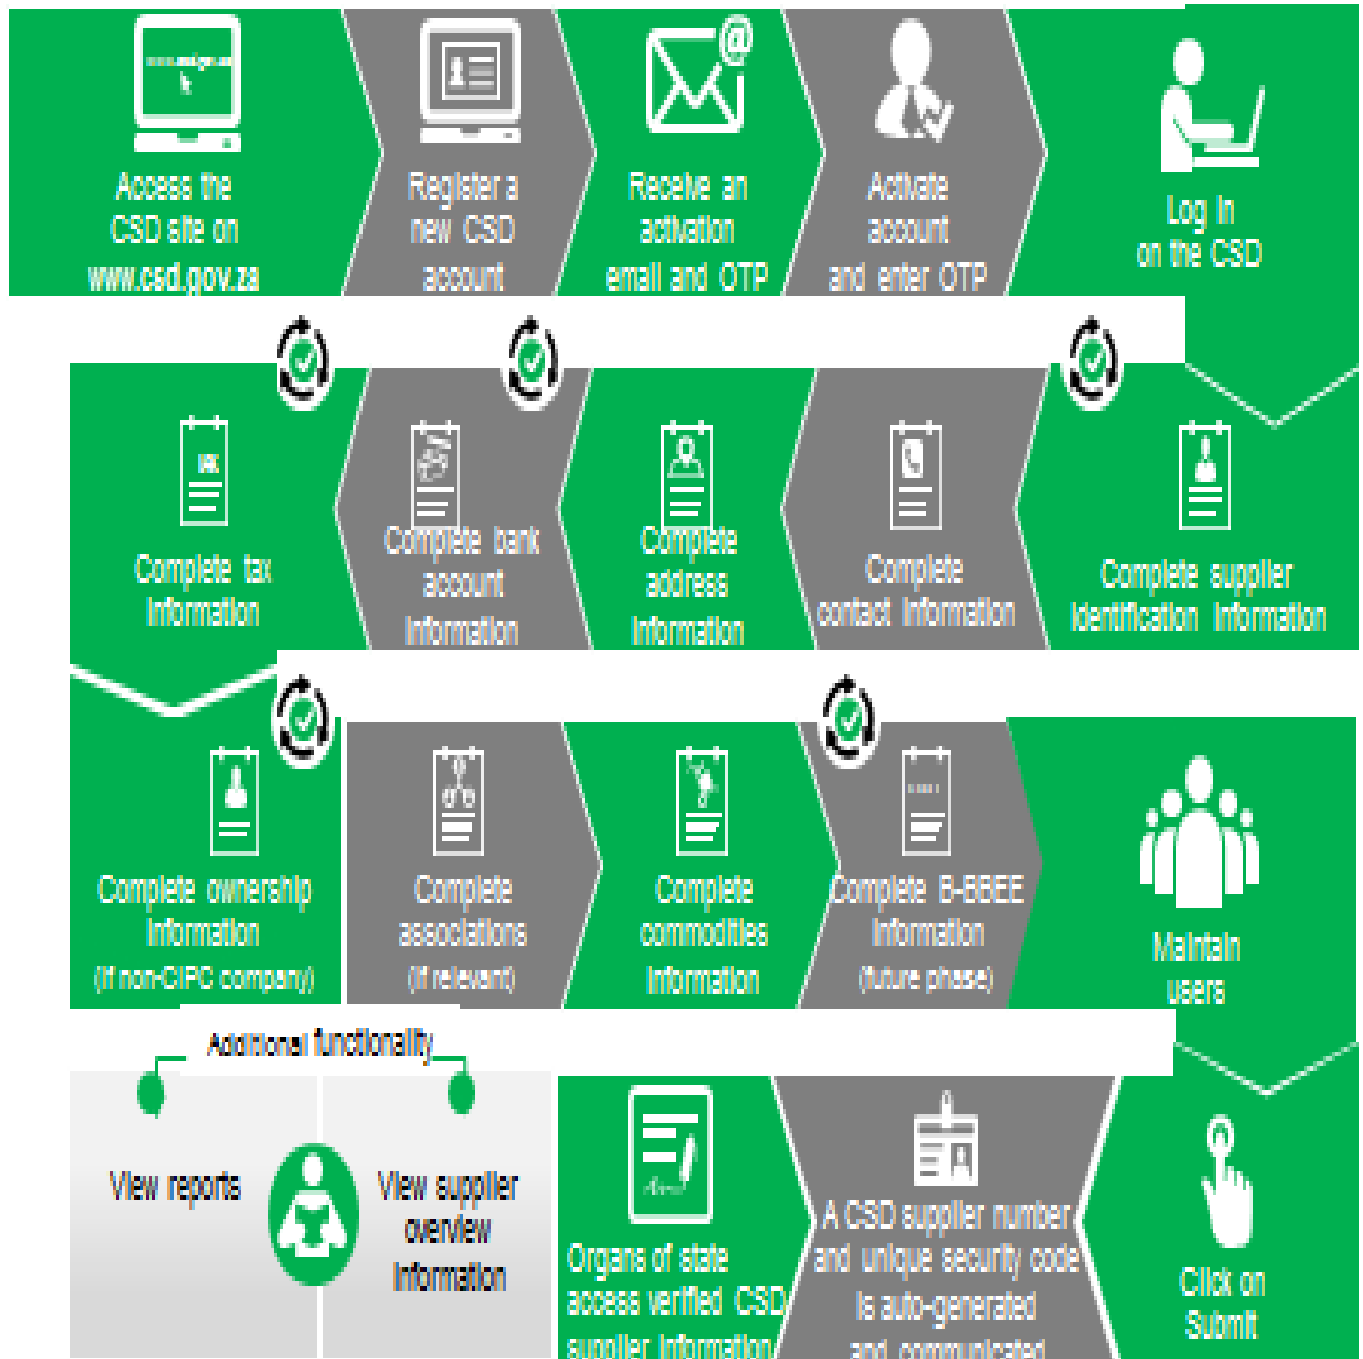 Access the
CSD site on
www.csd.gov.za
Register a
new CSD
account
@
Receive an
activation
email and OTP
Activate
account
and enter OTP
Log in
on the CSD
Complete supplier
identification information
Complete
contact information
Complete
address
information
Complete bank
account
information
Complete tax
information
Complete ownership
information
(if non-CIPC company)
Complete
associations
(if relevant)
Complete
commodities
information
Complete B-BBEE
information
(future phase)
Maintain
users
Click on
Submit
A CSD supplier number
and unique security code
is auto-generated
and communicated
Organs of state
access verified CSD
supplier information
Additional functionality
View reports
View supplier
overview
information